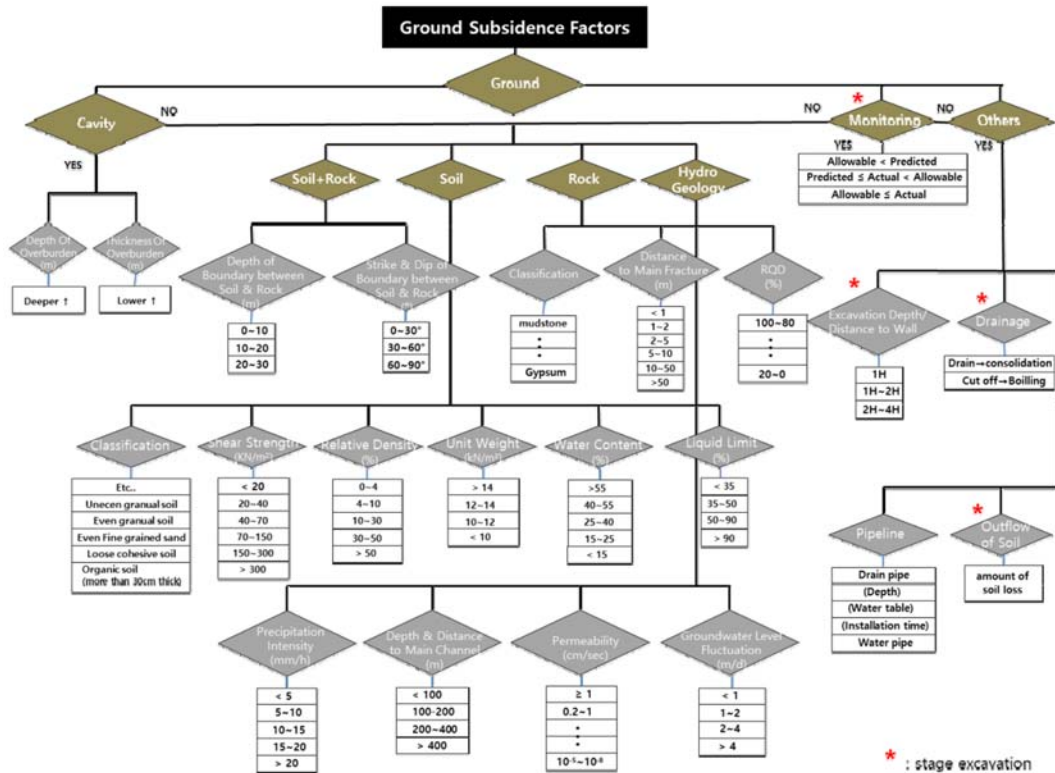 Ground Subsidence Factors
Ground
Cavity
NO
NO
*
Monitoring
NO
Others
YES
YES
YES
Allowable < Predicted
Predicted ≤ Actual < Allowable
Allowable ≤ Actual
Soil+Rock
Soil
Rock
Hydro
Geology
Depth Of
Overburden
(m)
Deeper ↑
Thickness Of
Overburden
(m)
Lower ↑
Depth of
Boundary between
Soil & Rock
(m)
0~10
10~20
20~30
Strike & Dip of
Boundary between
Soil & Rock
0~30°
30~60°
60~90°
Classification
mudstone
•
•
•
Gypsum
Distance
to Main Fracture
(m)
< 1
1~2
2~5
5~10
10~50
>50
RQD
(%)
100~80
•
•
•
20~0
*
Excavation Depth/
Distance to Wall
1H
1H~2H
2H~4H
*
Drainage
Drain→consolidation
Cut off→Boilling
Classification
Etc..
Unecen granual soil
Even granual soil
Even Fine grained sand
Loose cohesive soil
Organic soil
(more than 30cm thick)
Shear Strength
(KN/m²)
< 20
20~40
40~70
70~150
150~300
> 300
Relative Density
(%)
0~4
4~10
10~30
30~50
> 50
Unit Weight
(kN/m³)
> 14
12~14
10~12
< 10
Water Content
(%)
>55
40~55
25~40
15~25
< 15
Liquid Limit
(%)
< 35
35~50
50~90
> 90
Pipeline
Drain pipe
(Depth)
(Water table)
(Installation time)
Water pipe
*
Outflow
of Soil
amount of
soil loss
Precipitation
Intensity
(mm/h)
< 5
5~10
10~15
15~20
> 20
Depth & Distance
to Main Channel
(m)
< 100
100-200
200~400
> 400
Permeability
(cm/sec)
≥ 1
0.2~1
•
•
•
10⁻⁵~10⁻⁸
Groundwater Level
Fluctuation
(m/d)
< 1
1~2
2~4
> 4
* : stage excavation